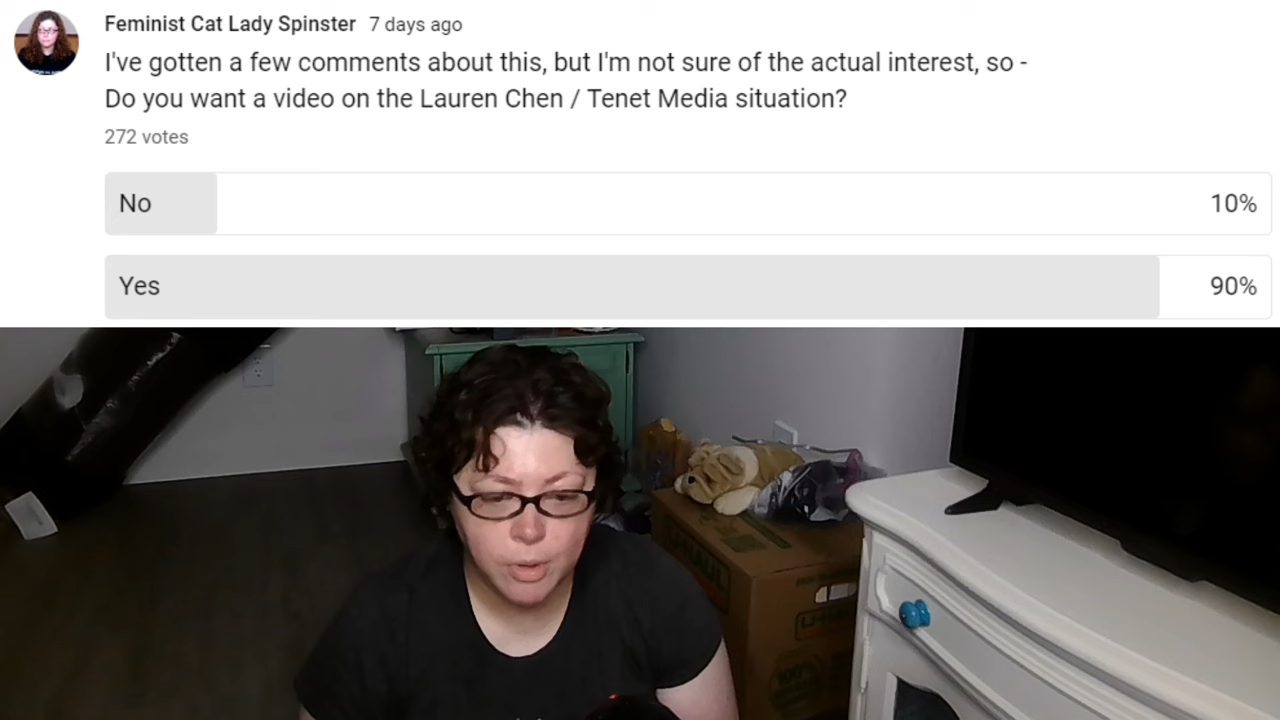 Feminist Cat Lady Spinster 7 days ago
I've gotten a few comments about this, but I'm not sure of the actual interest, so -
Do you want a video on the Lauren Chen / Tenet Media situation?
272 votes
No 10%
Yes 90%
U-HAUL
100%